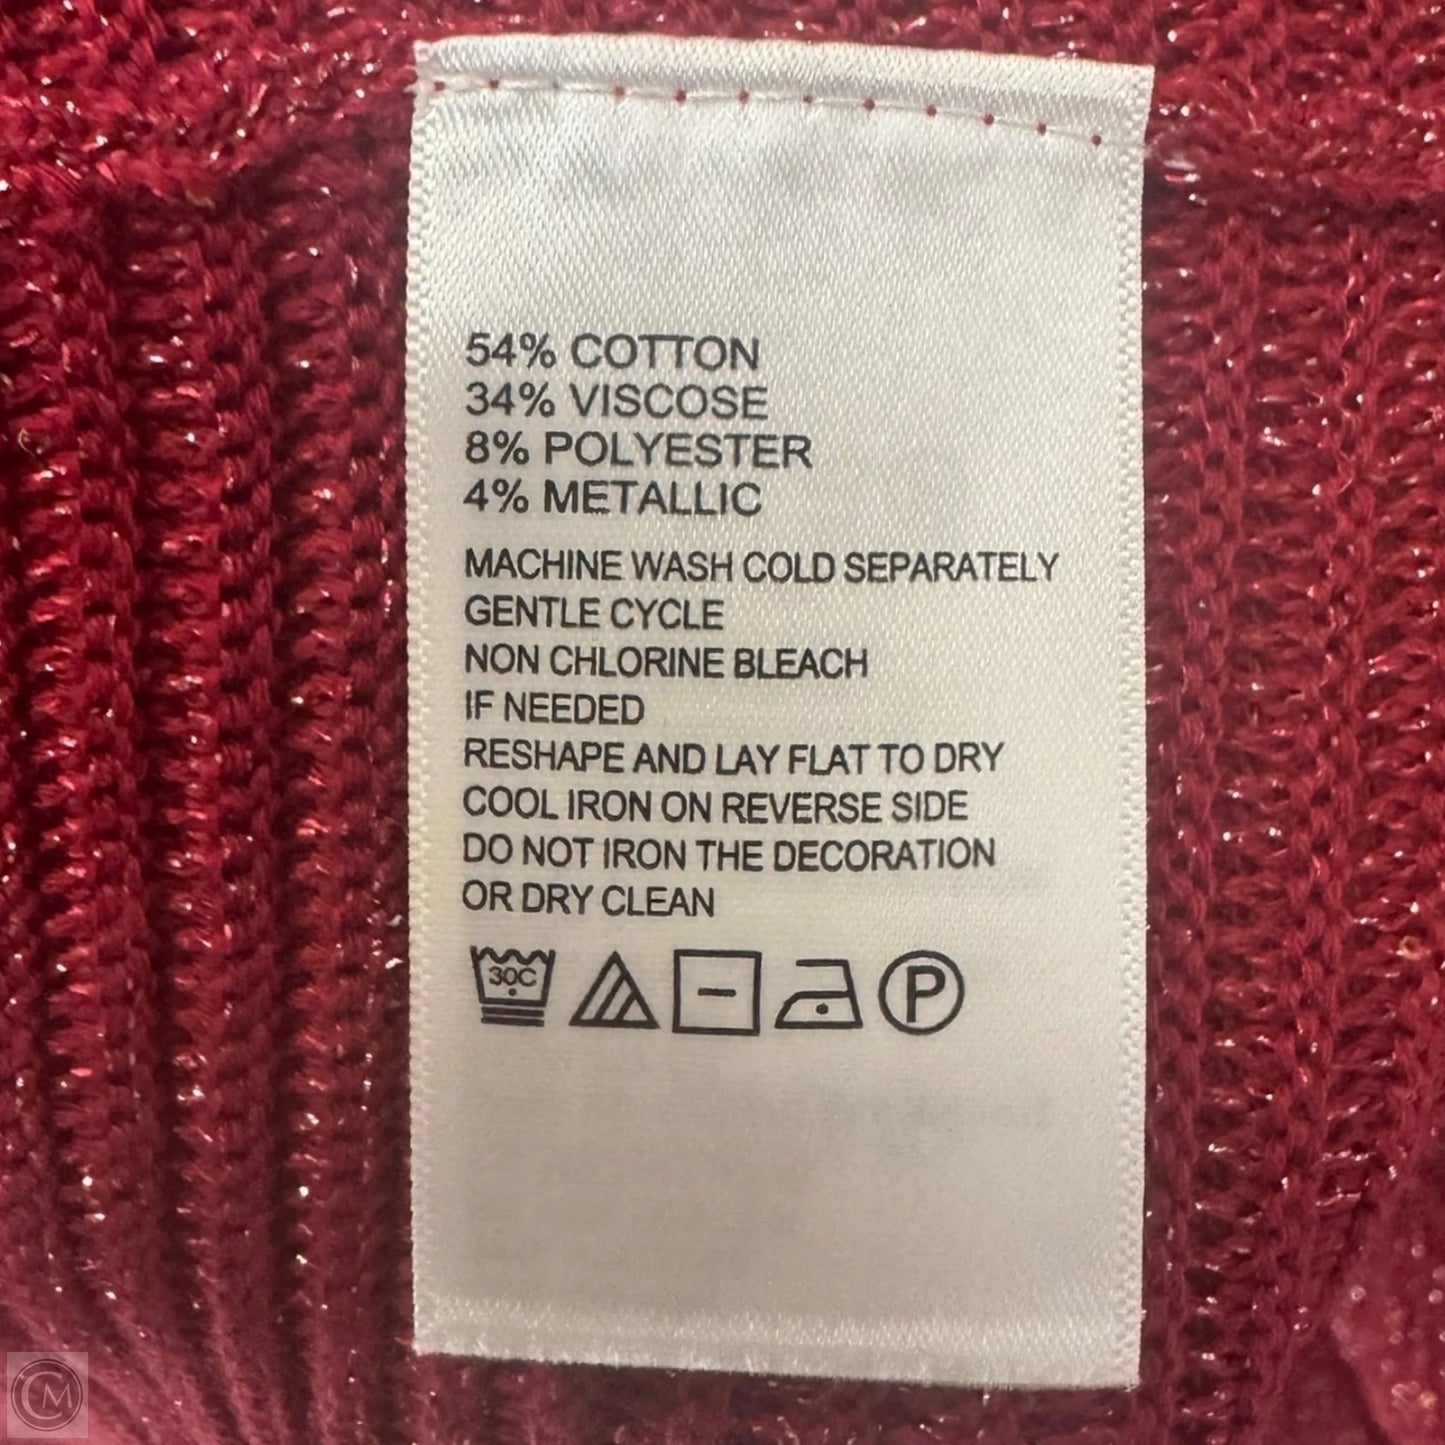 54% COTTON
34% VISCOSE
8% POLYESTER
4% METALLIC
MACHINE WASH COLD SEPARATELY
GENTLE CYCLE
NON CHLORINE BLEACH
IF NEEDED
RESHAPE AND LAY FLAT TO DRY
COOL IRON ON REVERSE SIDE
DO NOT IRON THE DECORATION
OR DRY CLEAN
30C P
CM